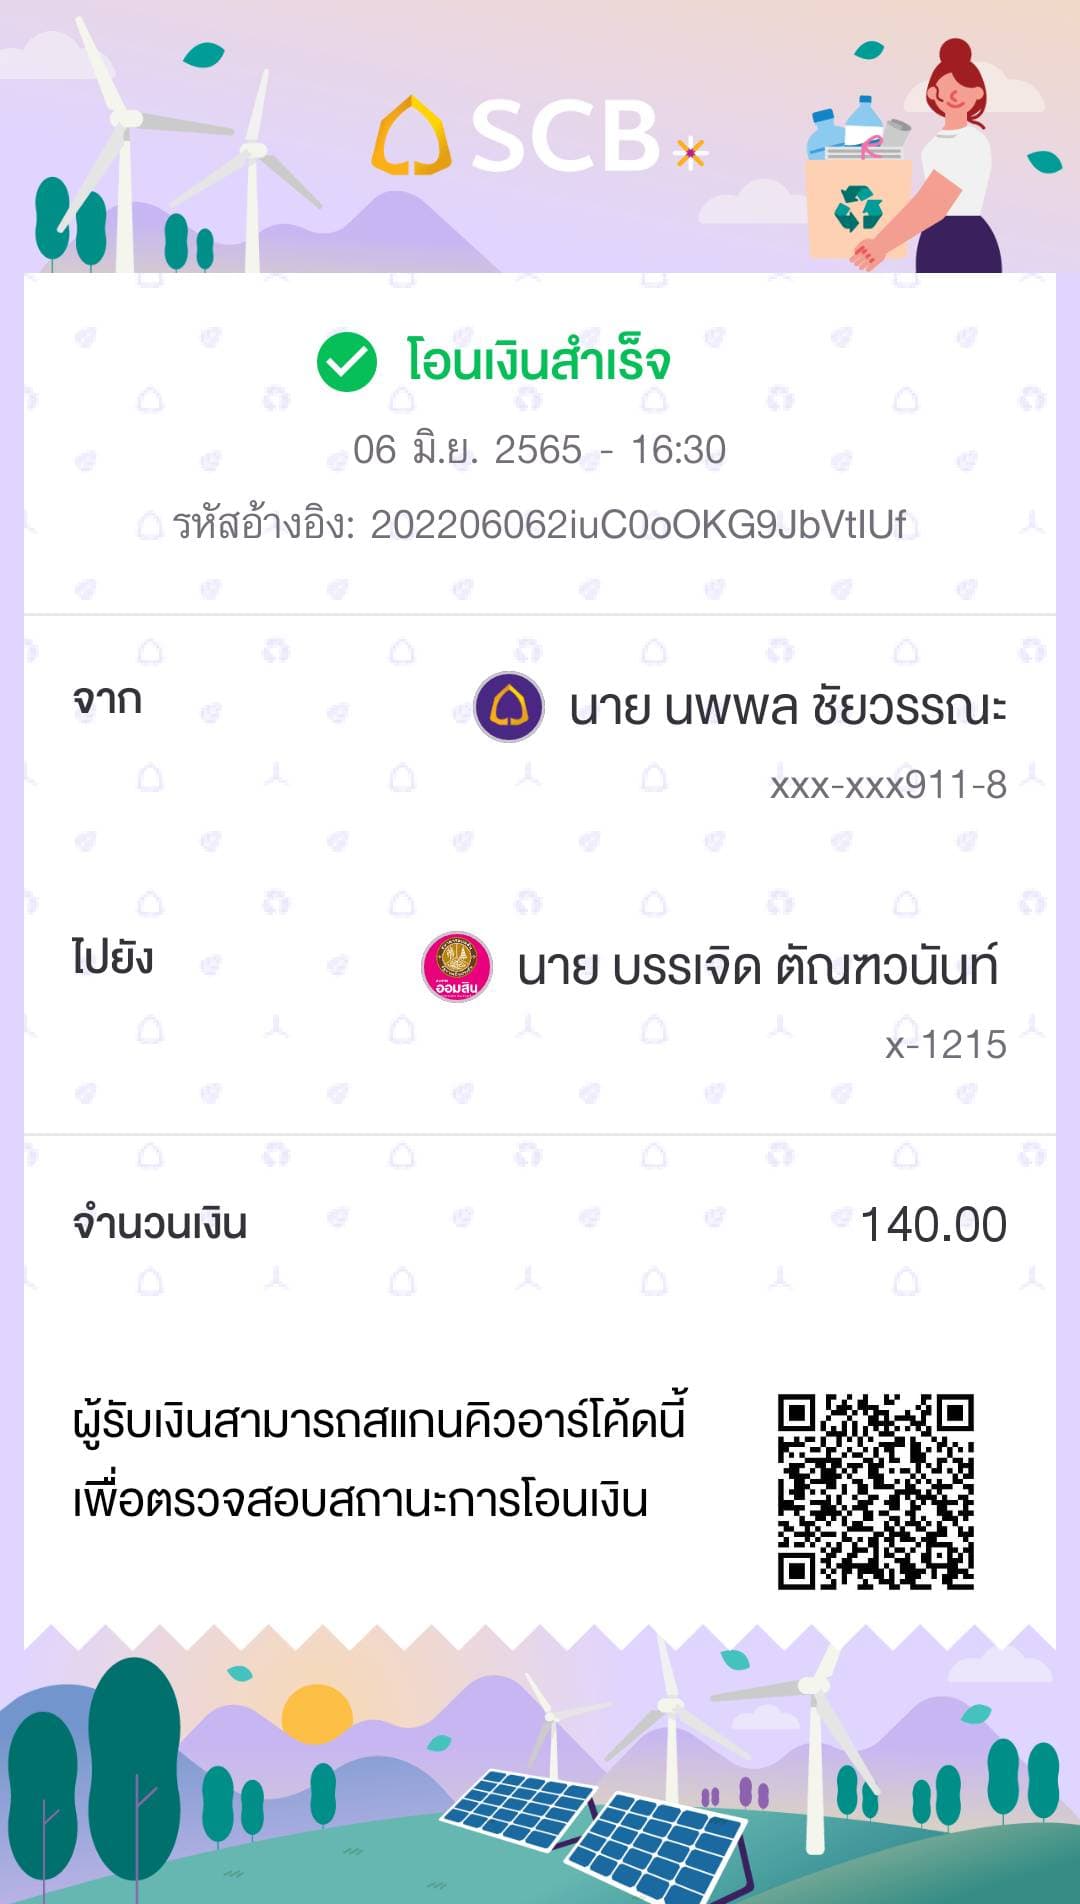 SCB
โอนเงินสำเร็จ
06 มิ.ย. 2565 - 16:30
รหัสอ้างอิง: 202206062iuC0oOKG9JbVtIUf
จาก
นาย นพพล ชัยวรรณะ
xxx-xxx911-8
ไปยัง
ออมสิน
นาย บรรเจิด ตัณฑวนันท์
x-1215
จำนวนเงิน
140.00
ผู้รับเงินสามารถสแกนคิวอาร์โค้ดนี้
เพื่อตรวจสอบสถานะการโอนเงิน